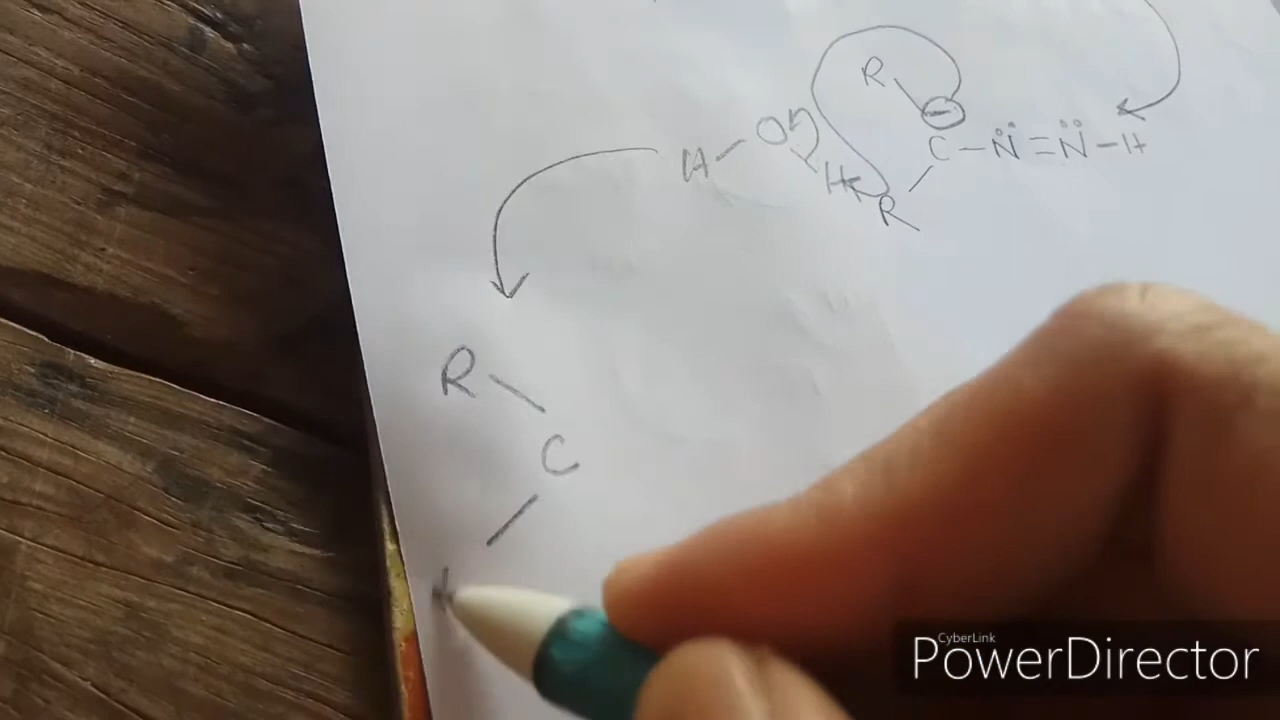 R
H - O
H
C - N = N - H
R
R
C
CyberLink
PowerDirector